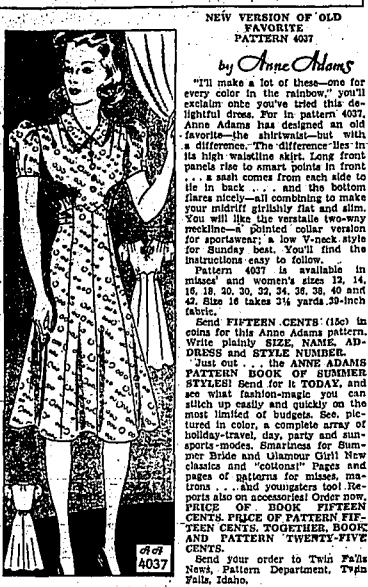 NEW VERSION OF OLD
FAVORITE
PATTERN 4037
by Anne Adams
"I'll make a lot of these—one for
every color in the rainbow," you'll
exclaim once you've tried this de-
lightful dress. For in pattern 4037,
Anne Adams has designed an old
favorite—the shirtwaist—but with
a difference. The difference lies in
its high waistline skirt. Long front
panels rise to smart points in front
. . . a sash comes from each side to
tie in back . . . . and the bottom
flares nicely—all combining to make
your midriff girlishly flat and slim.
You will like the verstaile two-way
neckline—a pointed collar version
for sportswear; a low V-neck style
for Sunday best. You'll find the
instructions easy to follow.
Pattern 4037 is available in
misses' and women's sizes 12, 14,
16, 18, 20, 30, 32, 34, 36, 38, 40 and
42. Size 16 takes 3½ yards 39-inch
fabric.
Send FIFTEEN CENTS (15c) in
coins for this Anne Adams pattern.
Write plainly SIZE, NAME, AD-
DRESS and STYLE NUMBER.
Just out . . . the ANNE ADAMS
PATTERN BOOK OF SUMMER
STYLES! Send for it TODAY, and
see what fashion-magic you can
stitch up easily and quickly on the
most limited of budgets. See, pic-
tured in color, a complete array of
holiday-travel, day, party and sun-
sports modes. Smartness for Sum-
mer Bride and Glamour Girl! New
classics and "cottons!" Pages and
pages of patterns for misses, ma-
trons . . . and youngsters too! Re-
ports also on accessories! Order now,
PRICE OF BOOK FIFTEEN
CENTS. PRICE OF PATTERN FIF-
TEEN CENTS. TOGETHER, BOOK
AND PATTERN TWENTY-FIVE
CENTS.
Send your order to Twin Falls
News, Pattern Department, Twin
Falls, Idaho.
AA
4037